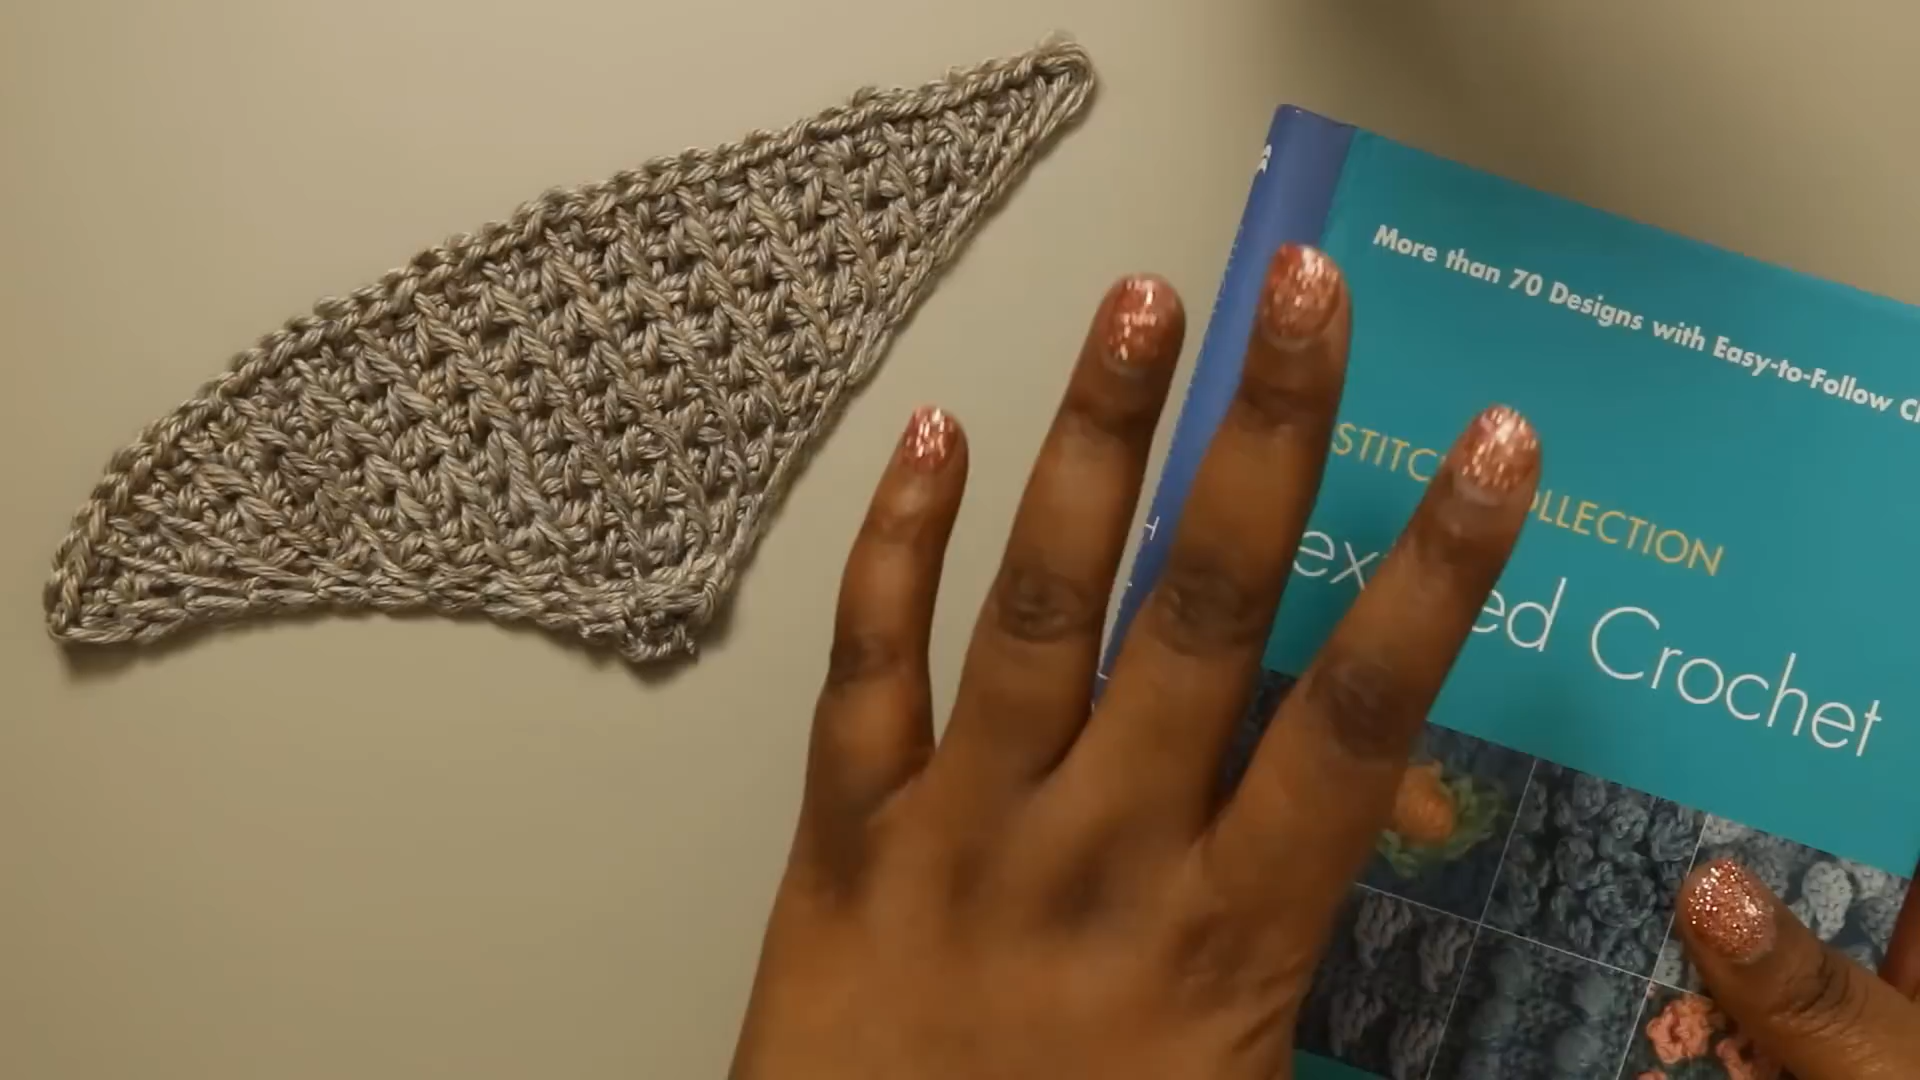 More than 70 Designs with Easy-to-Follow C
STITC OLLECTION
ex ed Crochet
H